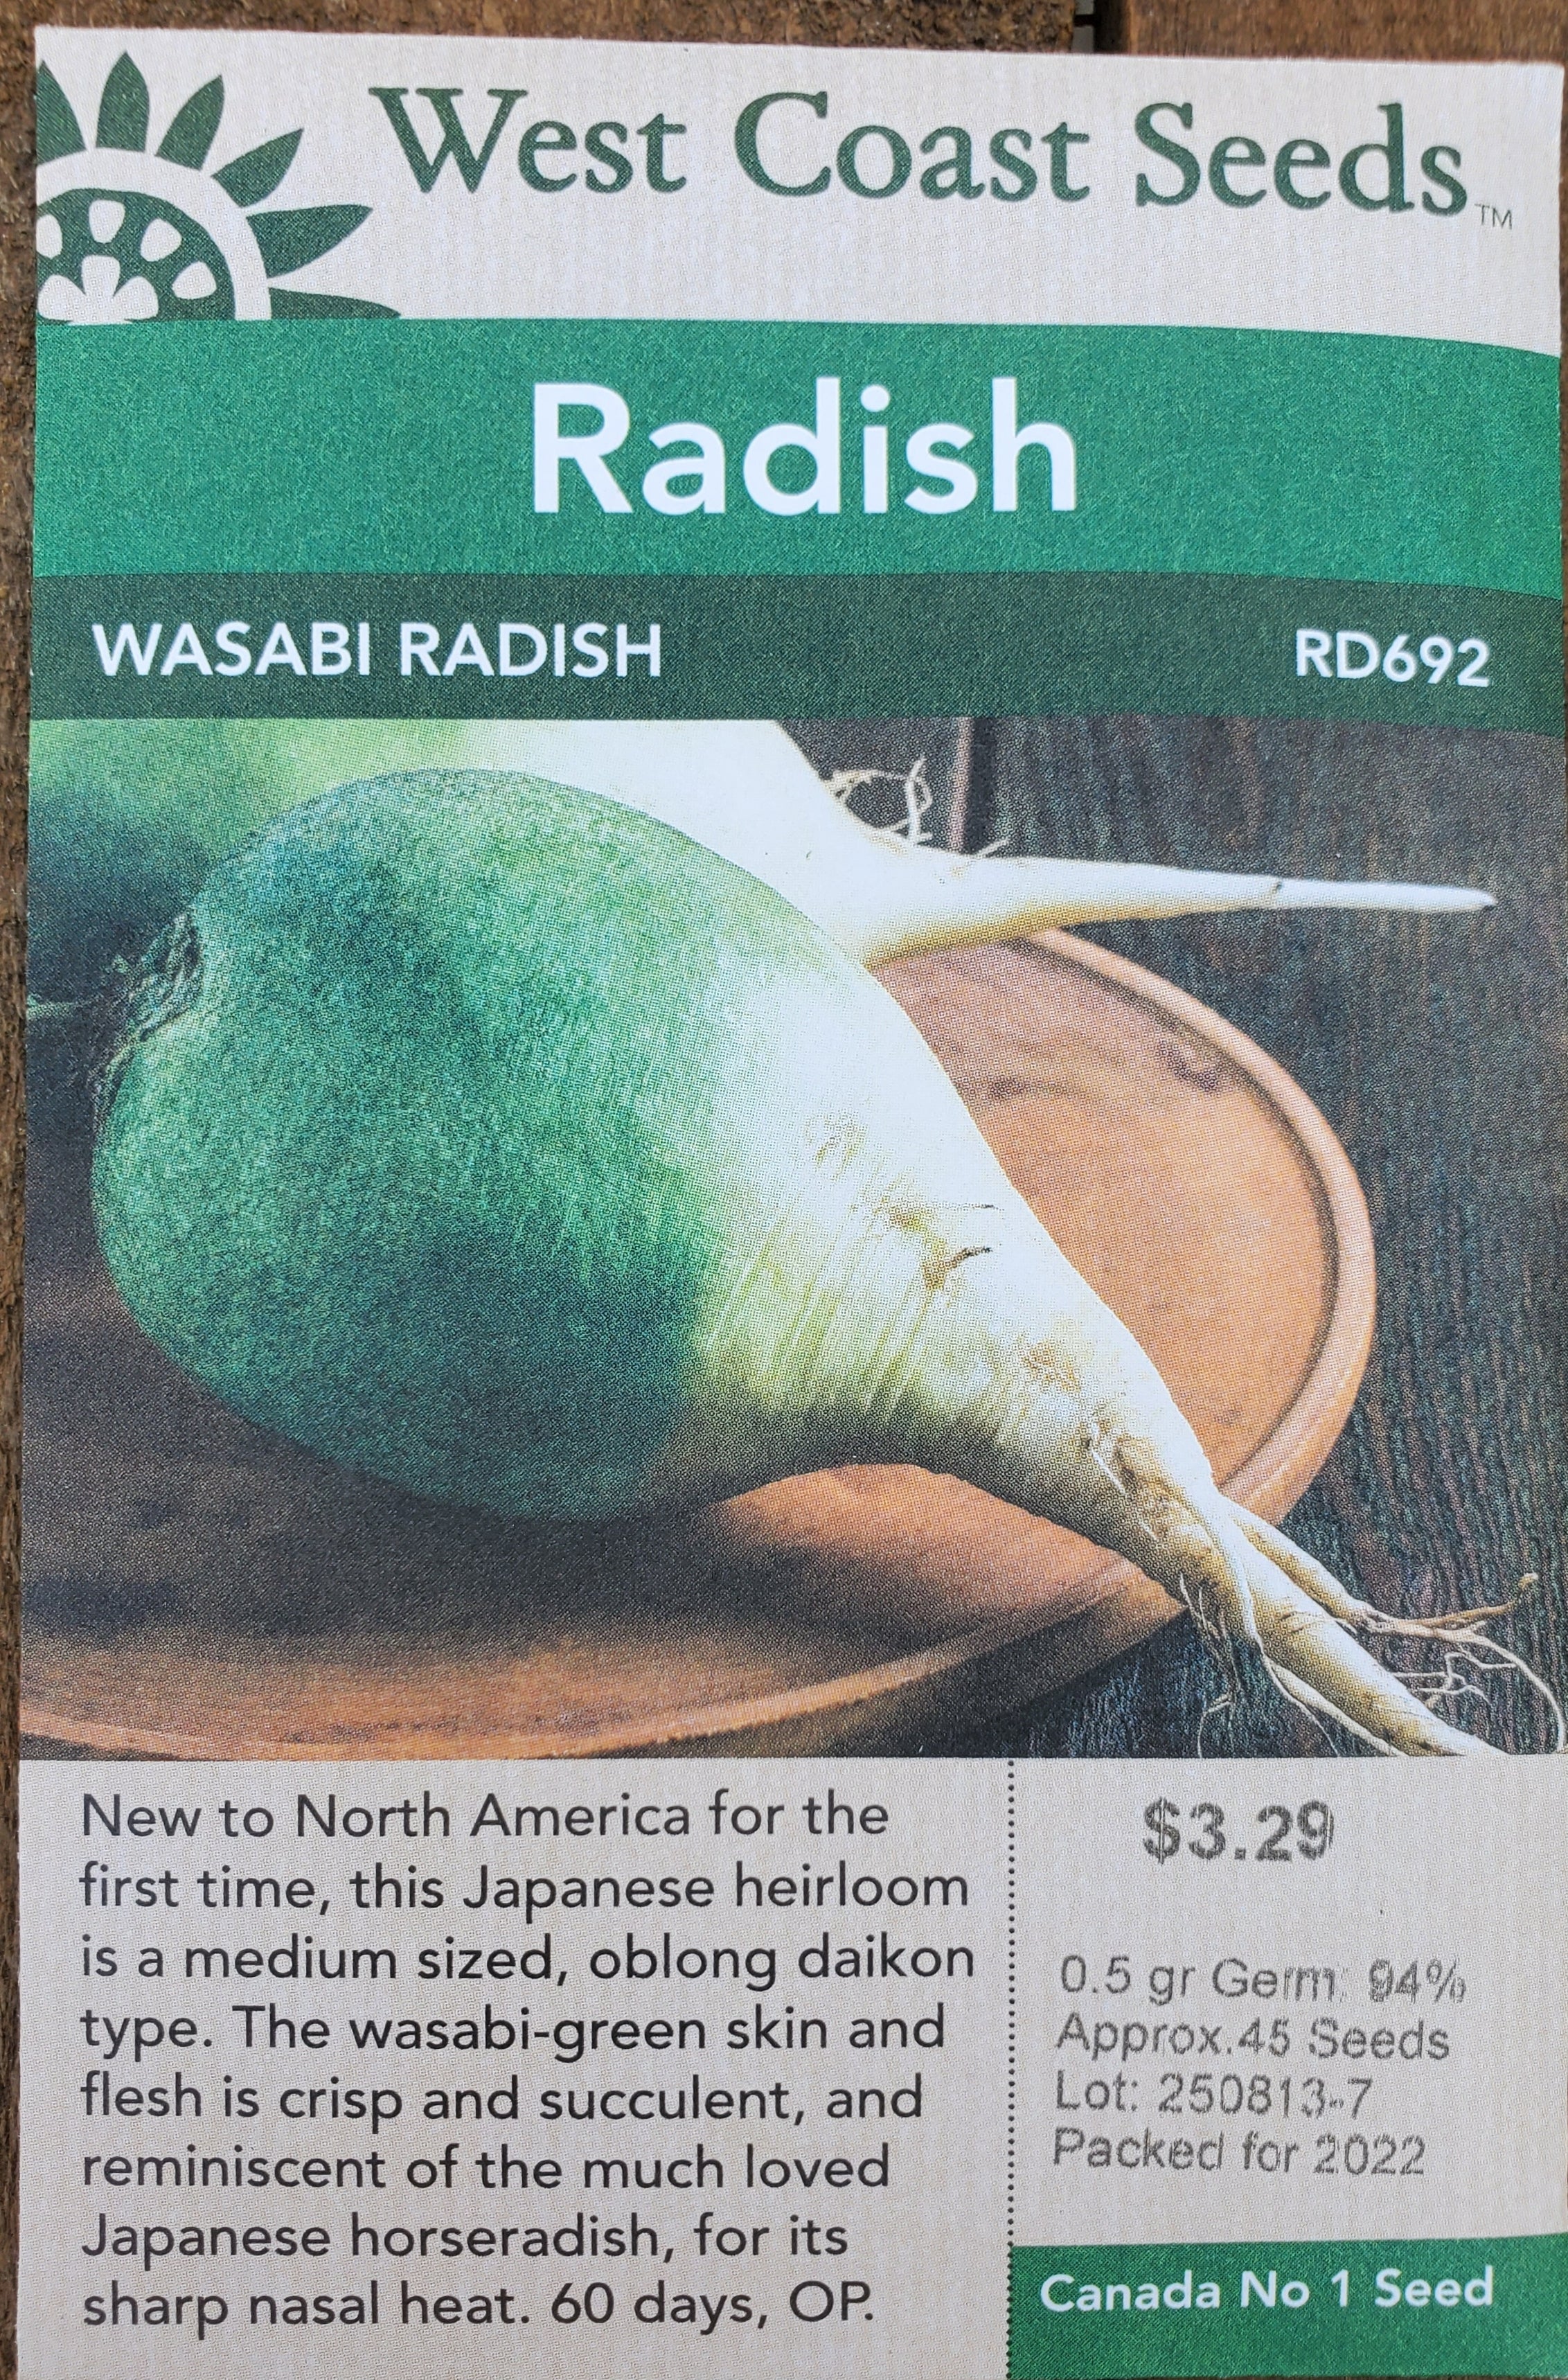 West Coast Seeds™
Radish
WASABI RADISH
RD692
New to North America for the
first time, this Japanese heirloom
is a medium sized, oblong daikon
type. The wasabi-green skin and
flesh is crisp and succulent, and
reminiscent of the much loved
Japanese horseradish, for its
sharp nasal heat. 60 days, OP.
$3.29
0.5 gr Germ: 94%
Approx.45 Seeds
Lot: 250813-7
Packed for 2022
Canada No 1 Seed